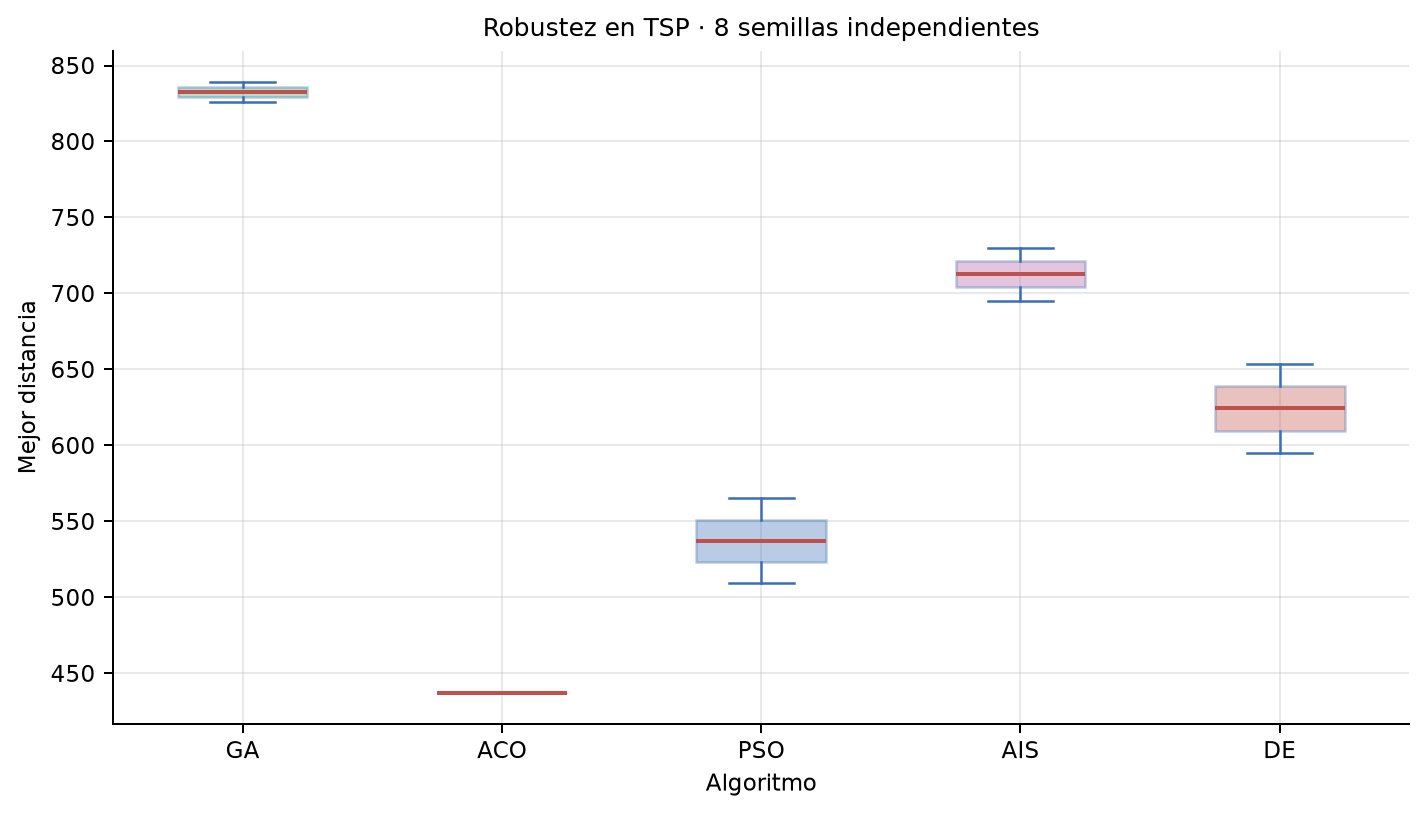 Robustez en TSP · 8 semillas independientes
850
800
750
700
650
600
550
500
450
Mejor distancia
GA
ACO
PSO
AIS
DE
Algoritmo